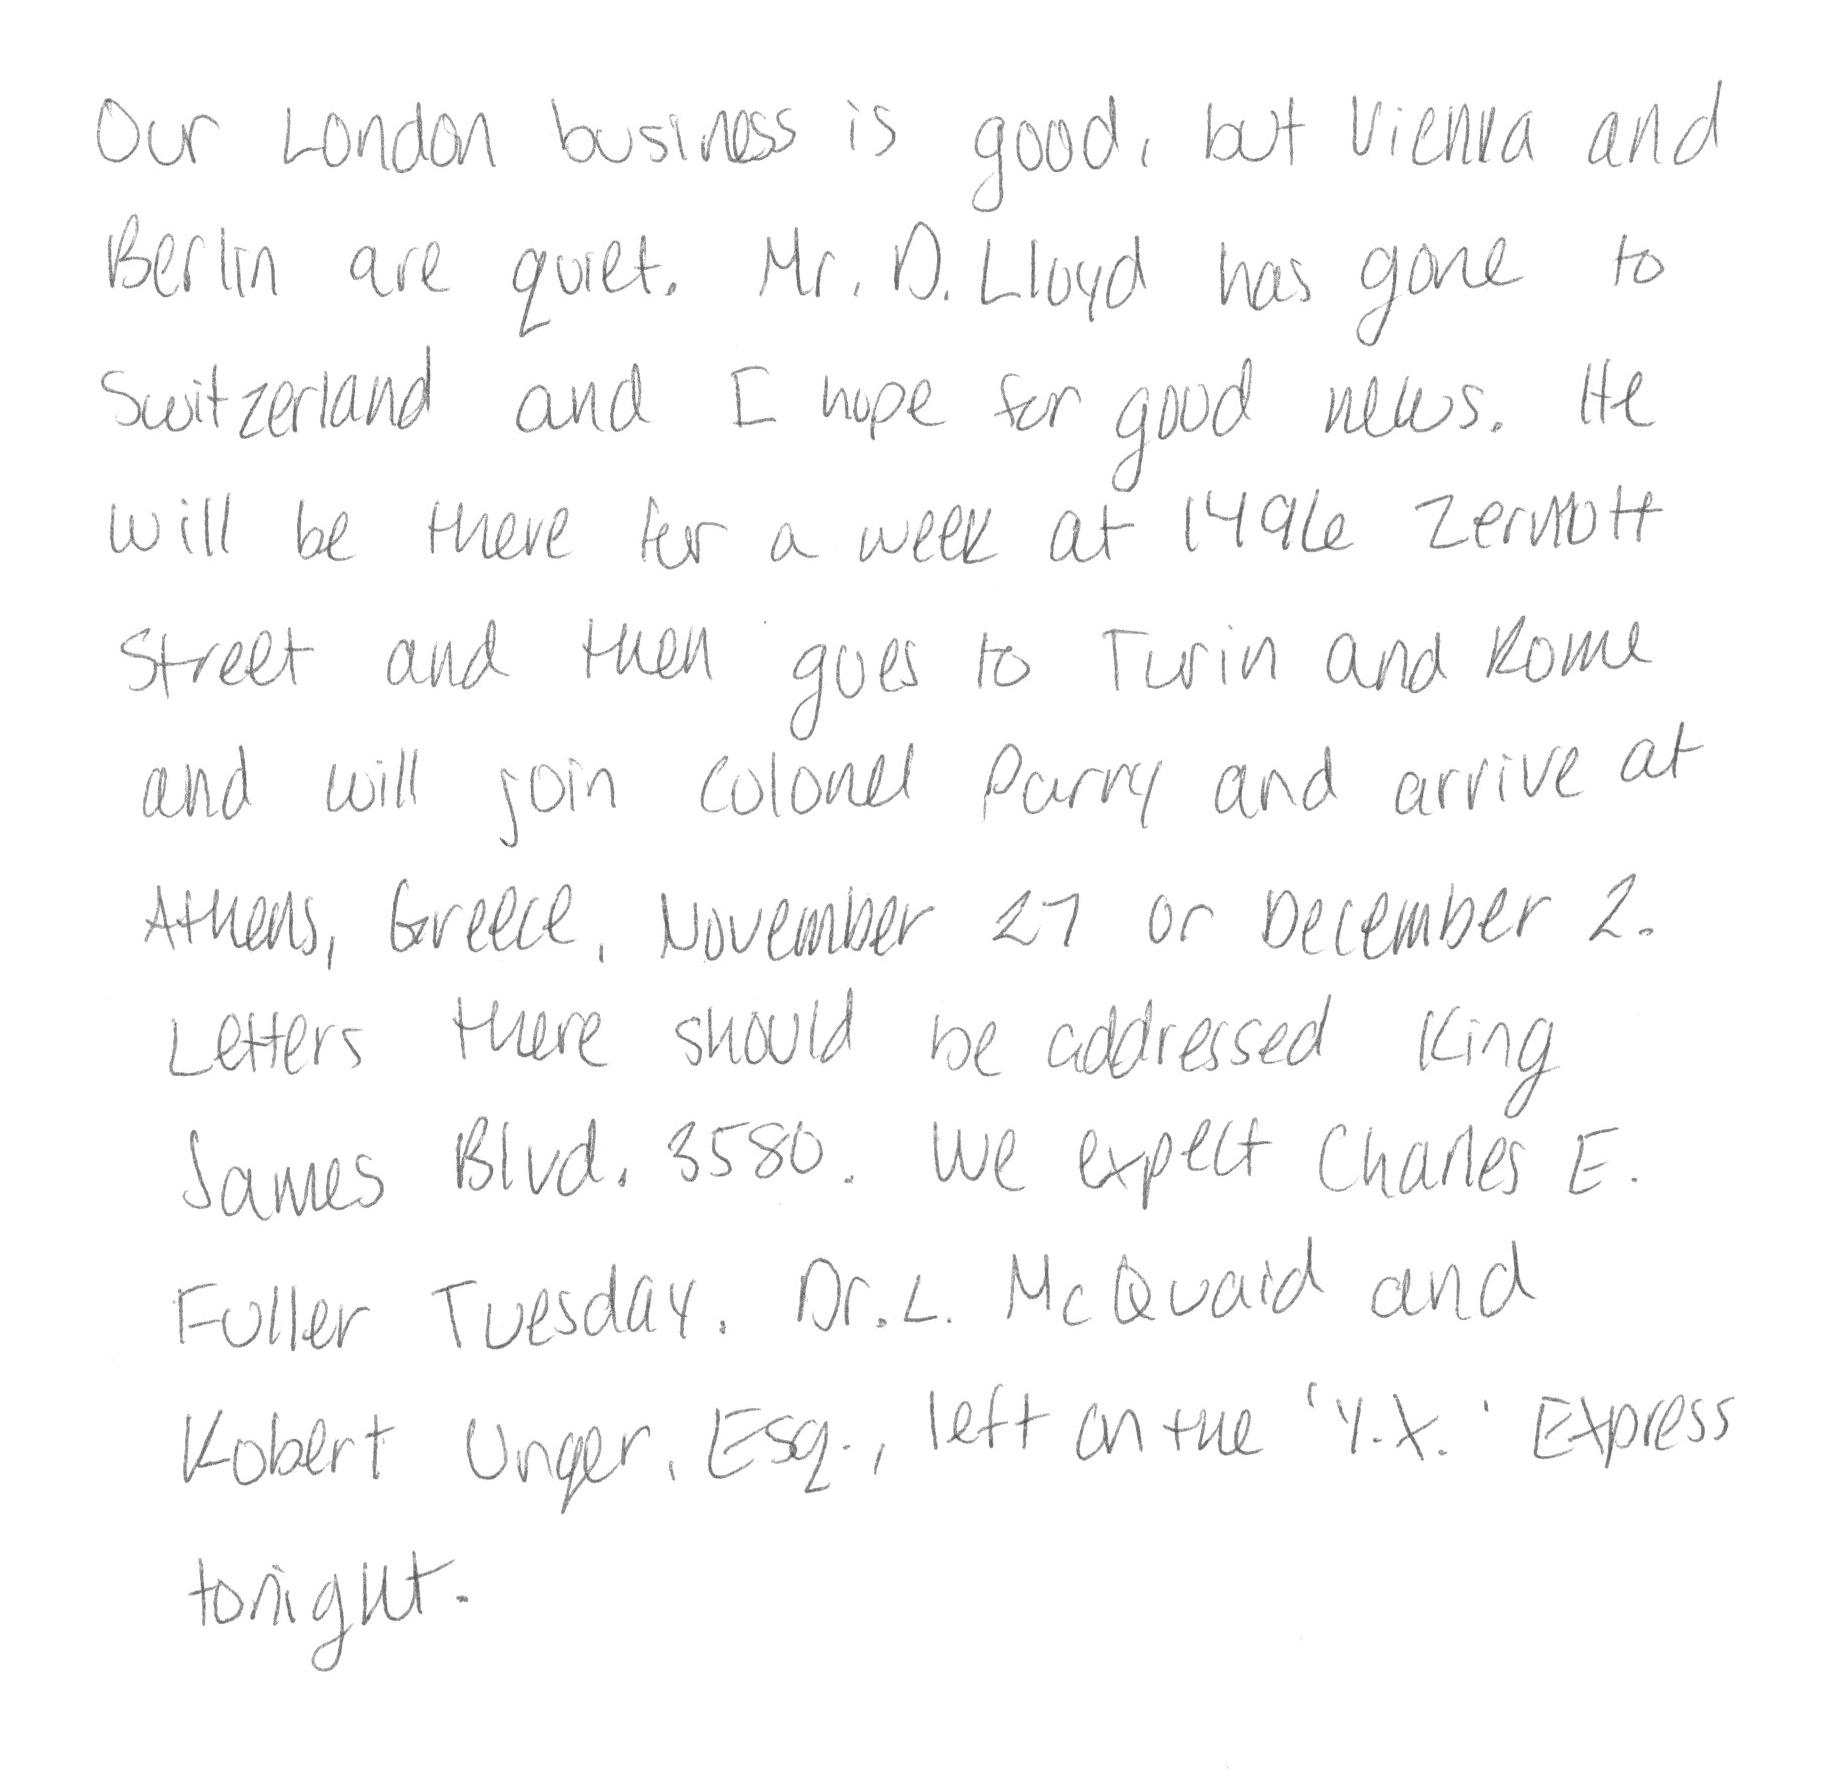 Our London business is good, but Vienna and
Berlin are quiet. Mr. D. Lloyd has gone to
Switzerland and I hope for good news. He
will be there for a week at 1496 Zermott
Street and then goes to Turin and Rome
and will join Colonel Parry and arrive at
Athens, Greece, November 27 or December 2.
Letters there should be addressed King
James Blvd. 3580. We expect Charles E.
Fuller Tuesday. Dr. L. McQuaid and
Robert Unger, Esq., left on the 'Y.X.' Express
tonight.